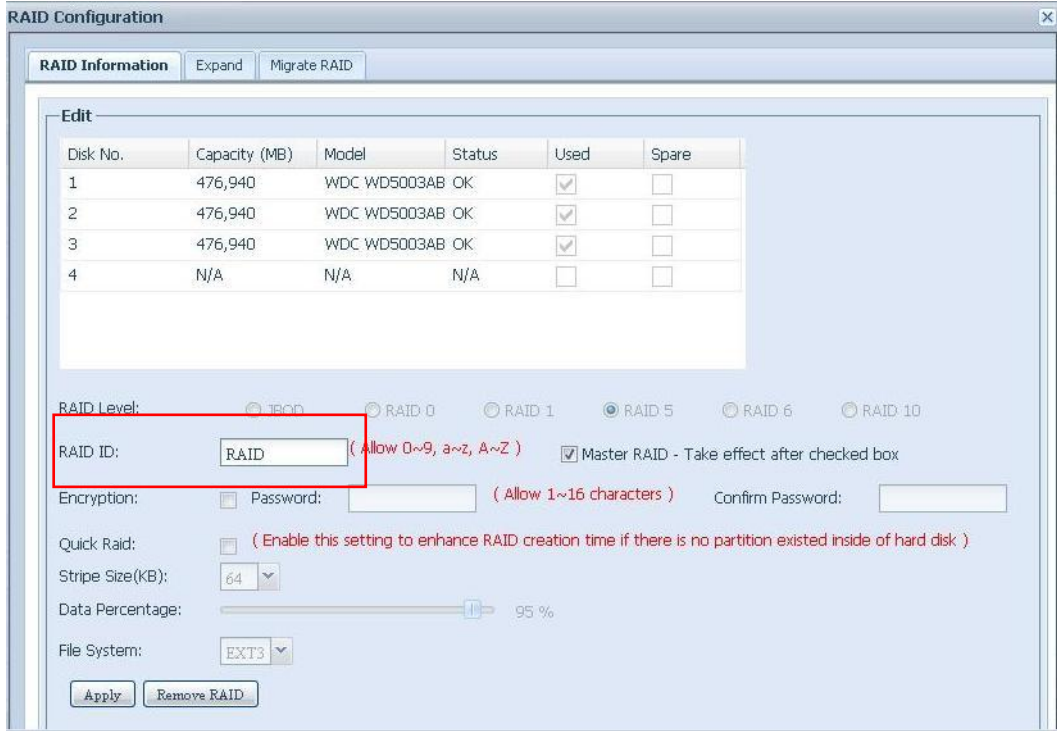 RAID Configuration
RAID Information Expand Migrate RAID
Edit
Disk No. Capacity (MB) Model Status Used Spare
1 476,940 WDC WD5003AB OK
2 476,940 WDC WD5003AB OK
3 476,940 WDC WD5003AB OK
4 N/A N/A N/A
RAID Level: JBOD RAID 0 RAID 1 RAID 5 RAID 6 RAID 10
RAID ID: RAID ( Allow 0~9, a~z, A~Z ) Master RAID - Take effect after checked box
Encryption: Password: ( Allow 1~16 characters ) Confirm Password:
Quick Raid: ( Enable this setting to enhance RAID creation time if there is no partition existed inside of hard disk )
Stripe Size(KB): 64
Data Percentage: 95 %
File System: EXT3
Apply Remove RAID